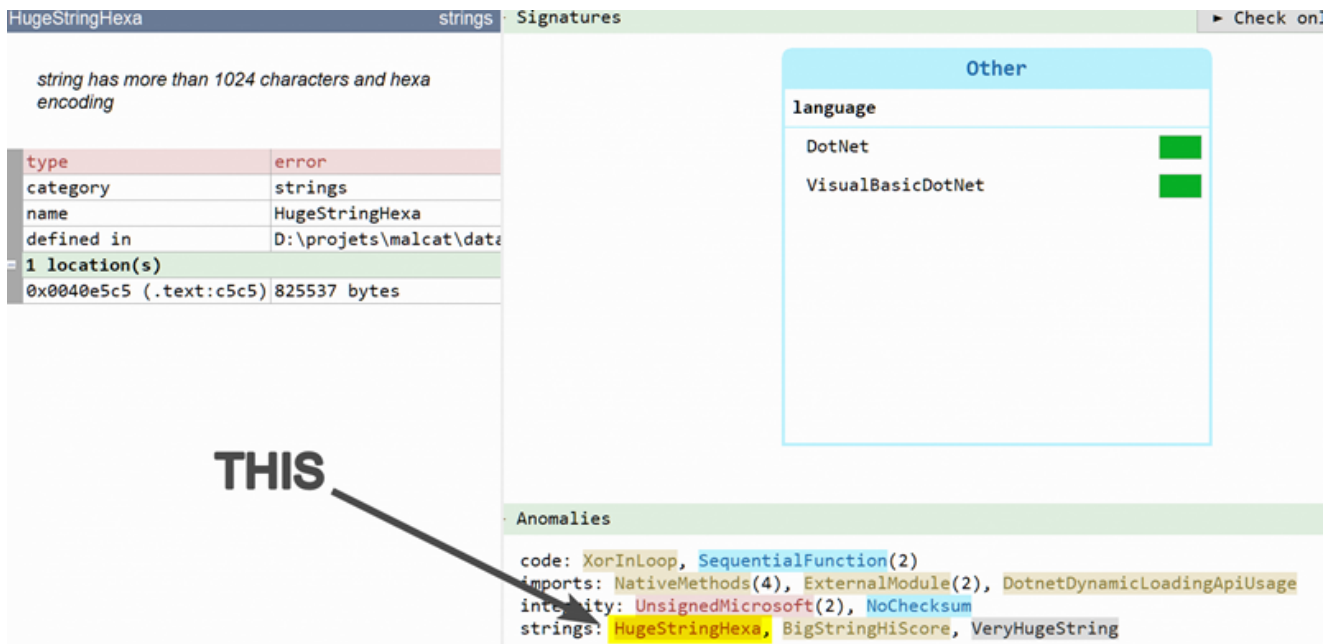 HugeStringHexa strings
string has more than 1024 characters and hexa
encoding
type error
category strings
name HugeStringHexa
defined in D:\projets\malcat\data
1 location(s)
0x0040e5c5 (.text:c5c5) 825537 bytes
THIS
Signatures
► Check onl
Other
language
DotNet
VisualBasicDotNet
Anomalies
code: XorInLoop, SequentialFunction(2)
imports: NativeMethods(4), ExternalModule(2), DotnetDynamicLoadingApiUsage
integrity: UnsignedMicrosoft(2), NoChecksum
strings: HugeStringHexa, BigStringHiScore, VeryHugeString